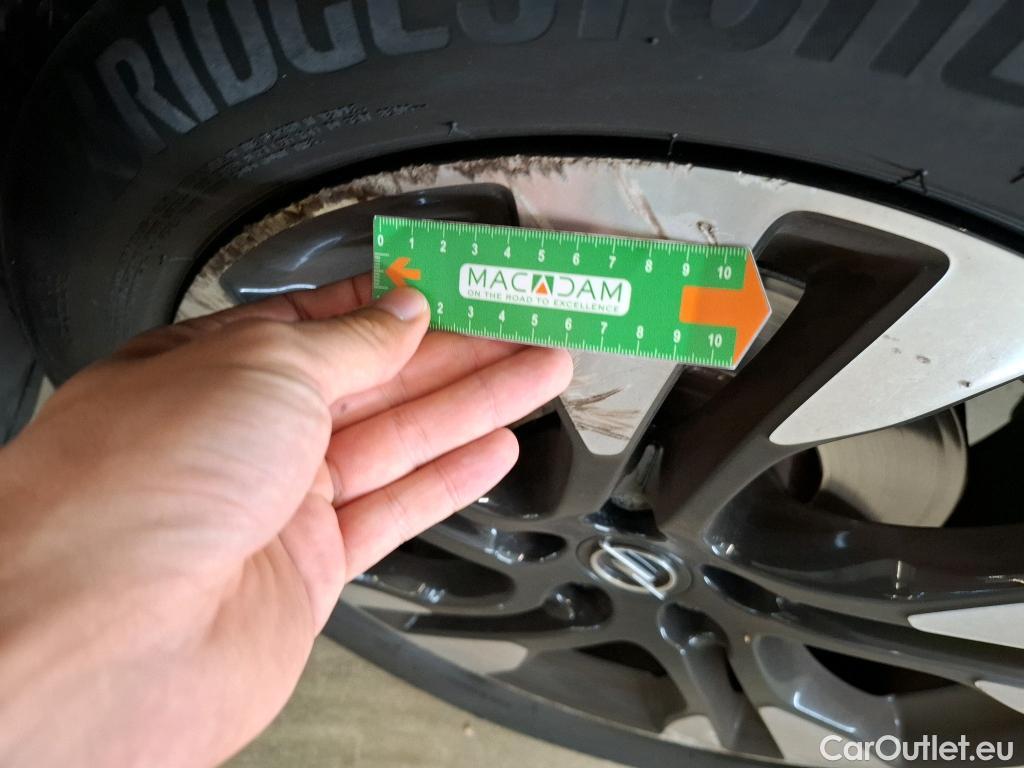 BRIDGESTONE
0 1 2 3 4 5 6 7 8 9 10
MACADAM
ON THE ROAD TO EXCELLENCE
2 3 4 5 6 7 8 9 10
CarOutlet.eu